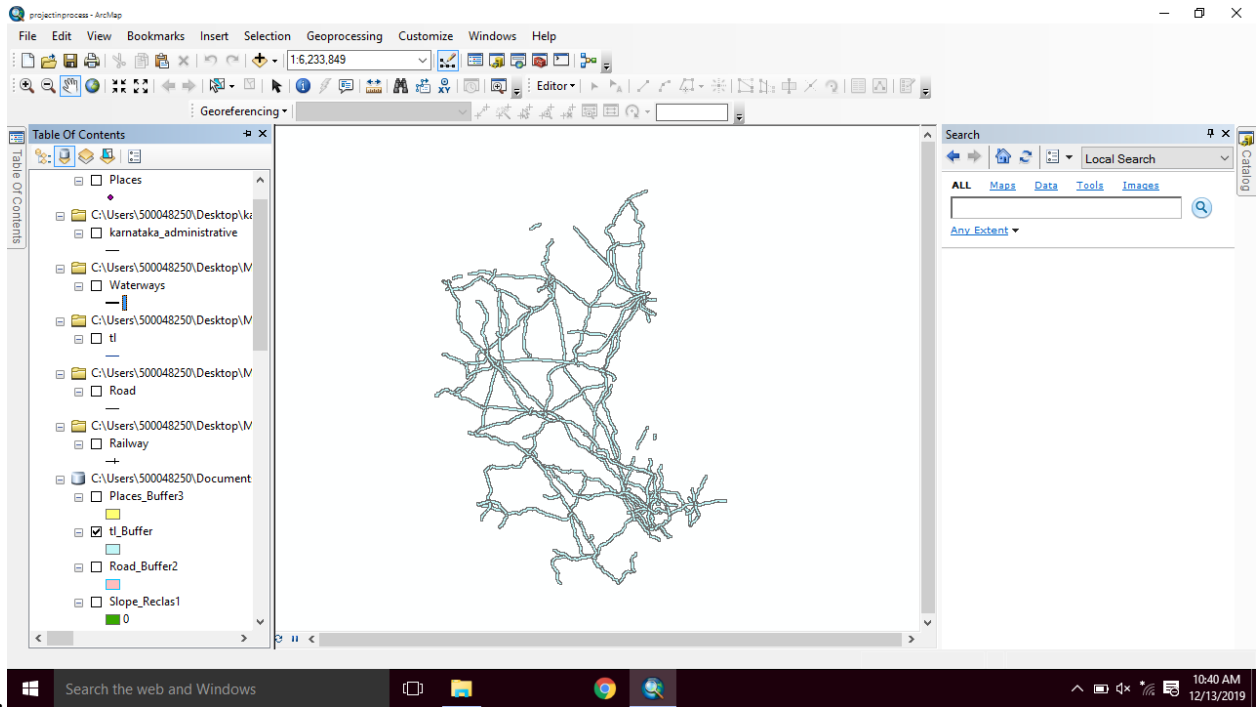 projectinprocess - ArcMap
File Edit View Bookmarks Insert Selection Geoprocessing Customize Windows Help
1:6,233,849
Editor
Georeferencing
Table Of Contents
Table Of Contents
Places
C:\Users\500048250\Desktop\ka
karnataka_administrative
C:\Users\500048250\Desktop\M
Waterways
C:\Users\500048250\Desktop\M
tl
C:\Users\500048250\Desktop\M
Road
C:\Users\500048250\Desktop\M
Railway
C:\Users\500048250\Document
Places_Buffer3
tl_Buffer
Road_Buffer2
Slope_Reclas1
0
Search
Local Search
ALL Maps Data Tools Images
Any Extent
Catalog
Search the web and Windows
10:40 AM
12/13/2019